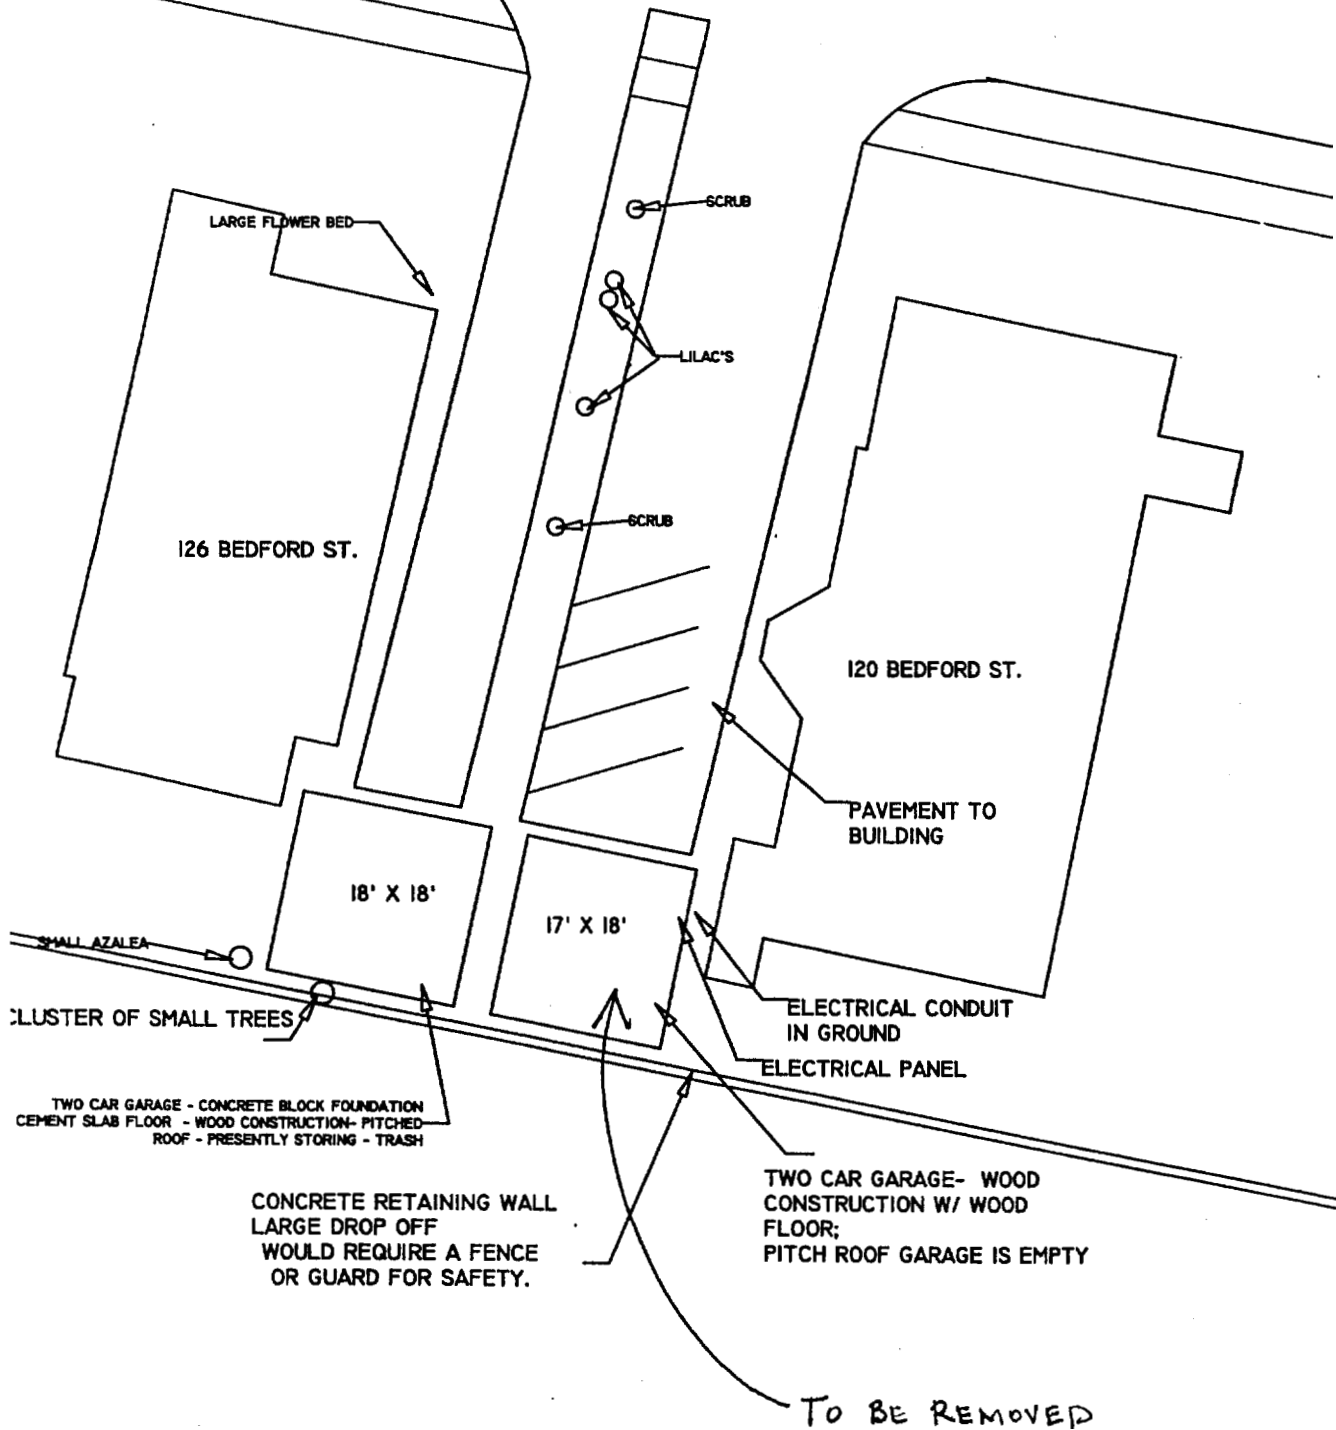 SCRUB
LARGE FLOWER BED
LILAC'S
SCRUB
126 BEDFORD ST.
120 BEDFORD ST.
PAVEMENT TO
BUILDING
18' X 18'
17' X 18'
SMALL AZALEA
CLUSTER OF SMALL TREES
ELECTRICAL CONDUIT
IN GROUND
ELECTRICAL PANEL
TWO CAR GARAGE - CONCRETE BLOCK FOUNDATION
CEMENT SLAB FLOOR - WOOD CONSTRUCTION- PITCHED
ROOF - PRESENTLY STORING - TRASH
CONCRETE RETAINING WALL
LARGE DROP OFF
WOULD REQUIRE A FENCE
OR GUARD FOR SAFETY.
TWO CAR GARAGE- WOOD
CONSTRUCTION W/ WOOD
FLOOR;
PITCH ROOF GARAGE IS EMPTY
TO BE REMOVED